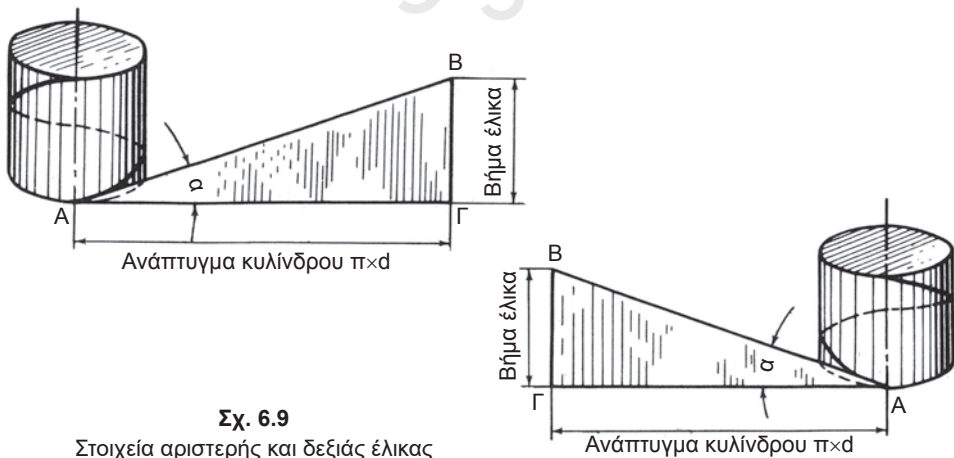 Β
Βήμα έλικα
α
Α
Γ
Ανάπτυγμα κυλίνδρου π×d
Β
Βήμα έλικα
α
Γ
Α
Ανάπτυγμα κυλίνδρου π×d
Σχ. 6.9
Στοιχεία αριστερής και δεξιάς έλικας